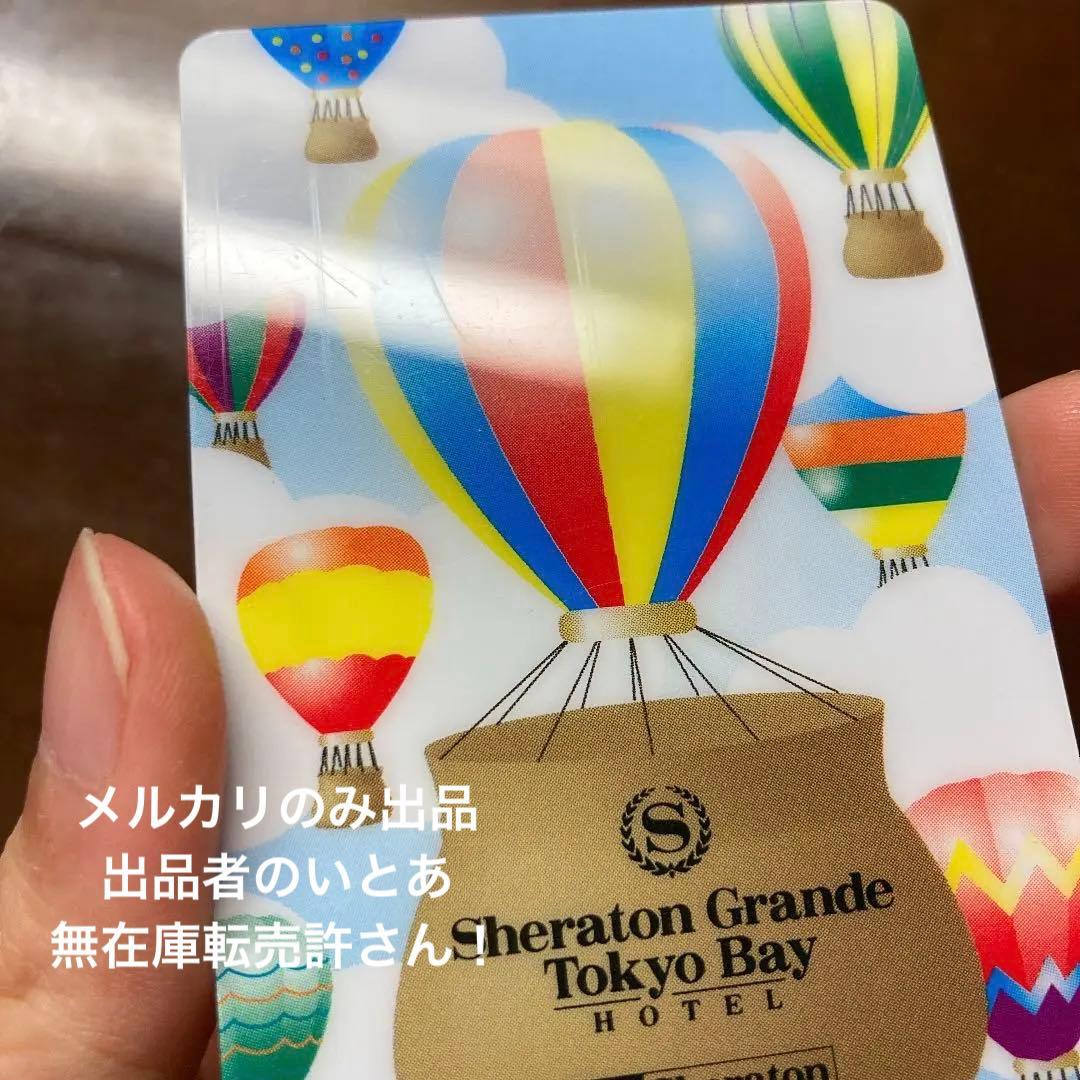 メルカリのみ出品
出品者のいとあ
無在庫転売許さん！
S
Sheraton Grande
Tokyo Bay
HOTEL
Sheraton